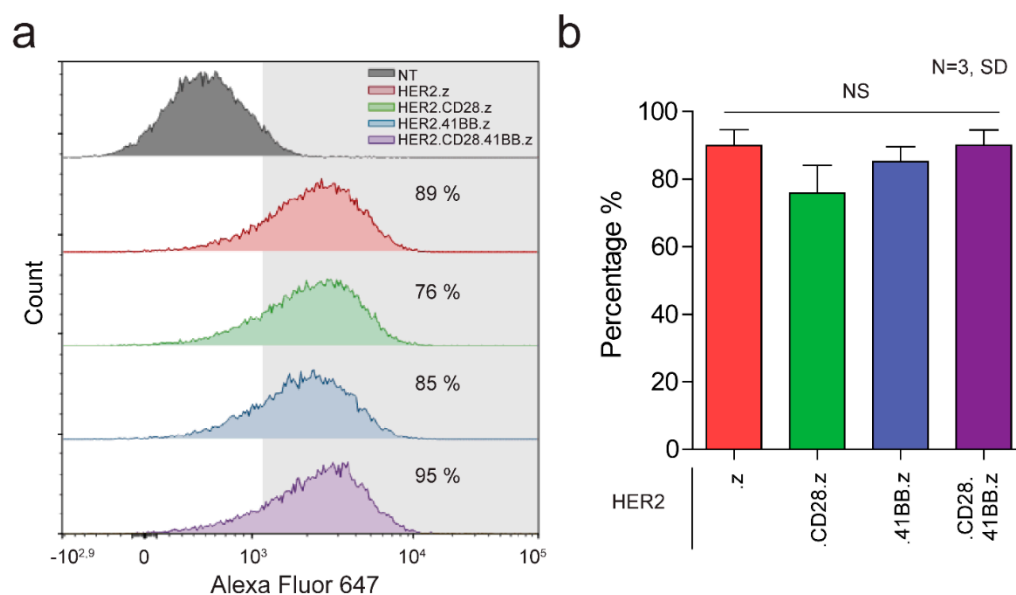 a
NT
HER2.z
HER2.CD28.z
HER2.41BB.z
HER2.CD28.41BB.z
89 %
76 %
85 %
95 %
Count
-10^2.9 0 10^3 10^4 10^5
Alexa Fluor 647
b
N=3, SD
NS
100
80
60
40
20
0
Percentage %
HER2
.z
.CD28.z
.41BB.z
.CD28.
41BB.z